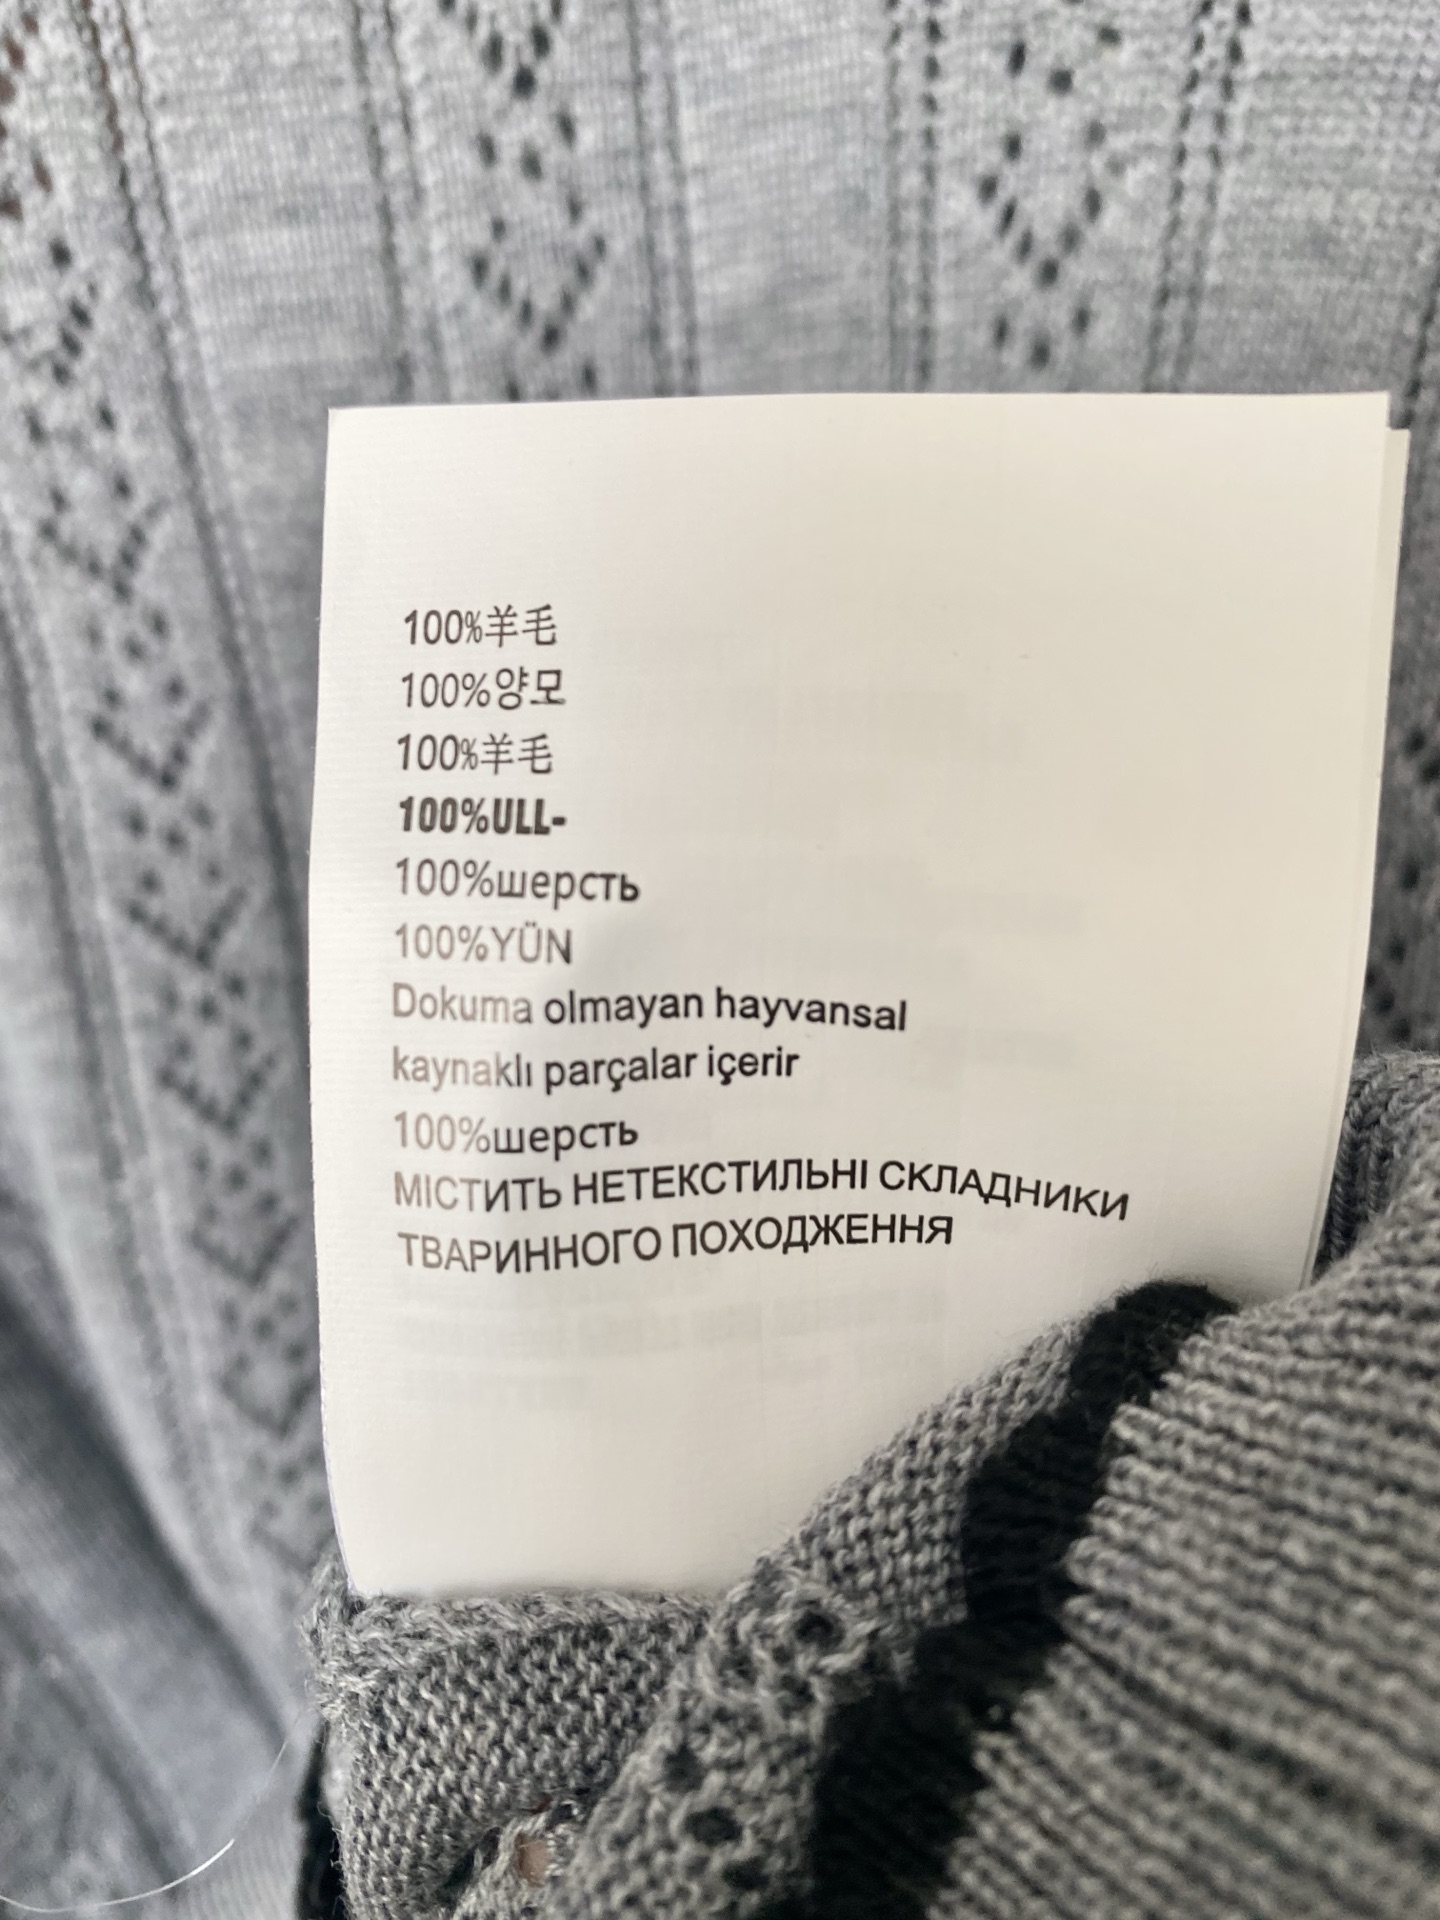 100%羊毛
100%양모
100%羊毛
100%ULL-
100%шерсть
100%YÜN
Dokuma olmayan hayvansal
kaynaklı parçalar içerir
100%шерсть
МІСТИТЬ НЕТЕКСТИЛЬНІ СКЛАДНИКИ
ТВАРИННОГО ПОХОДЖЕННЯ